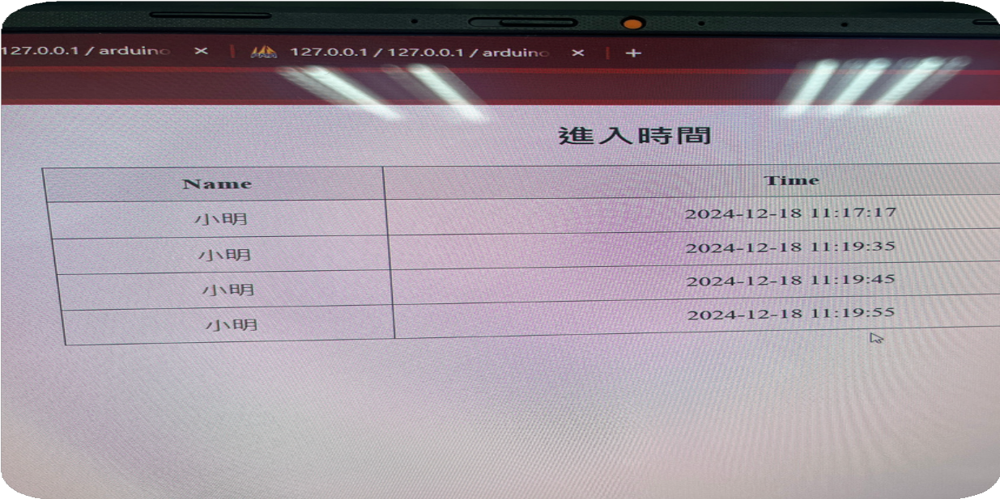 127.0.0.1 / arduino
127.0.0.1 / 127.0.0.1 / arduino
進入時間
Name Time
小明 2024-12-18 11:17:17
小明 2024-12-18 11:19:35
小明 2024-12-18 11:19:45
小明 2024-12-18 11:19:55